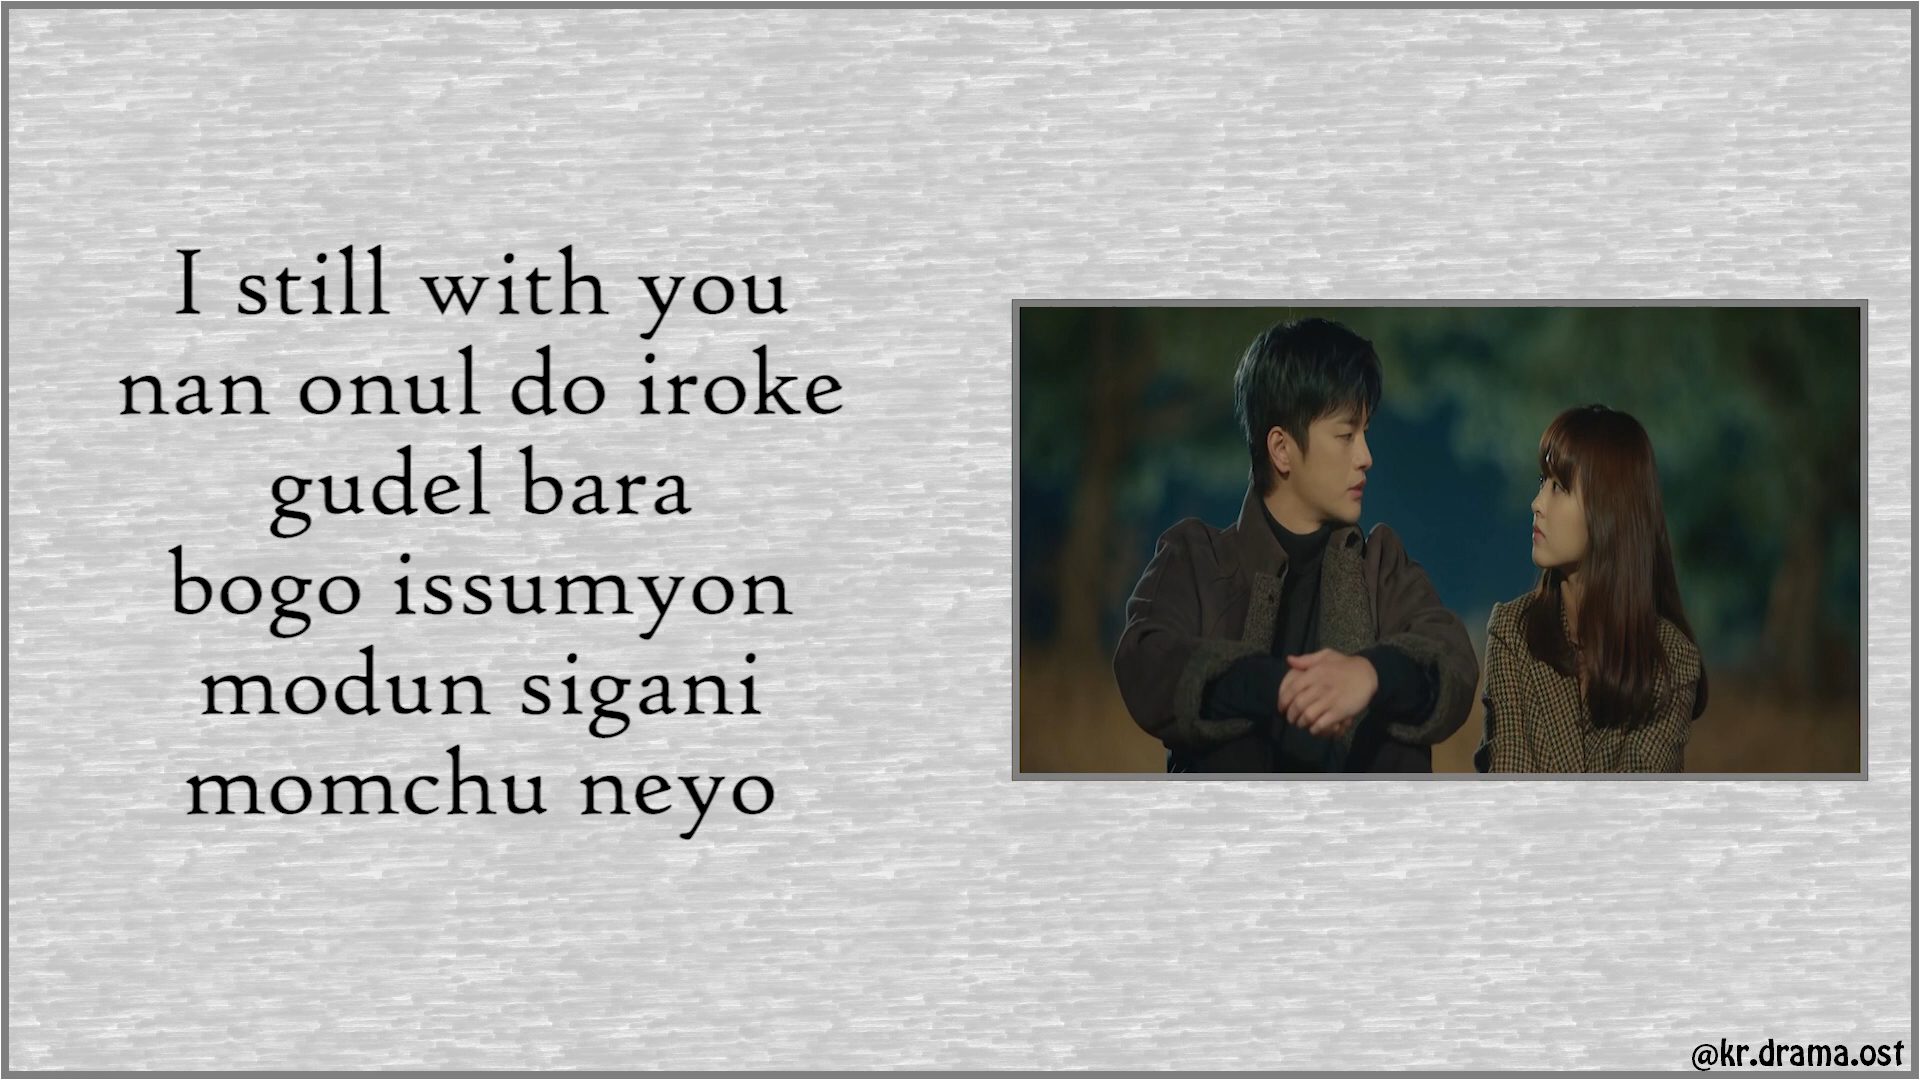 I still with you
nan onul do iroke
gudel bara
bogo issumyon
modun sigani
momchu neyo
@kr.drama.ost